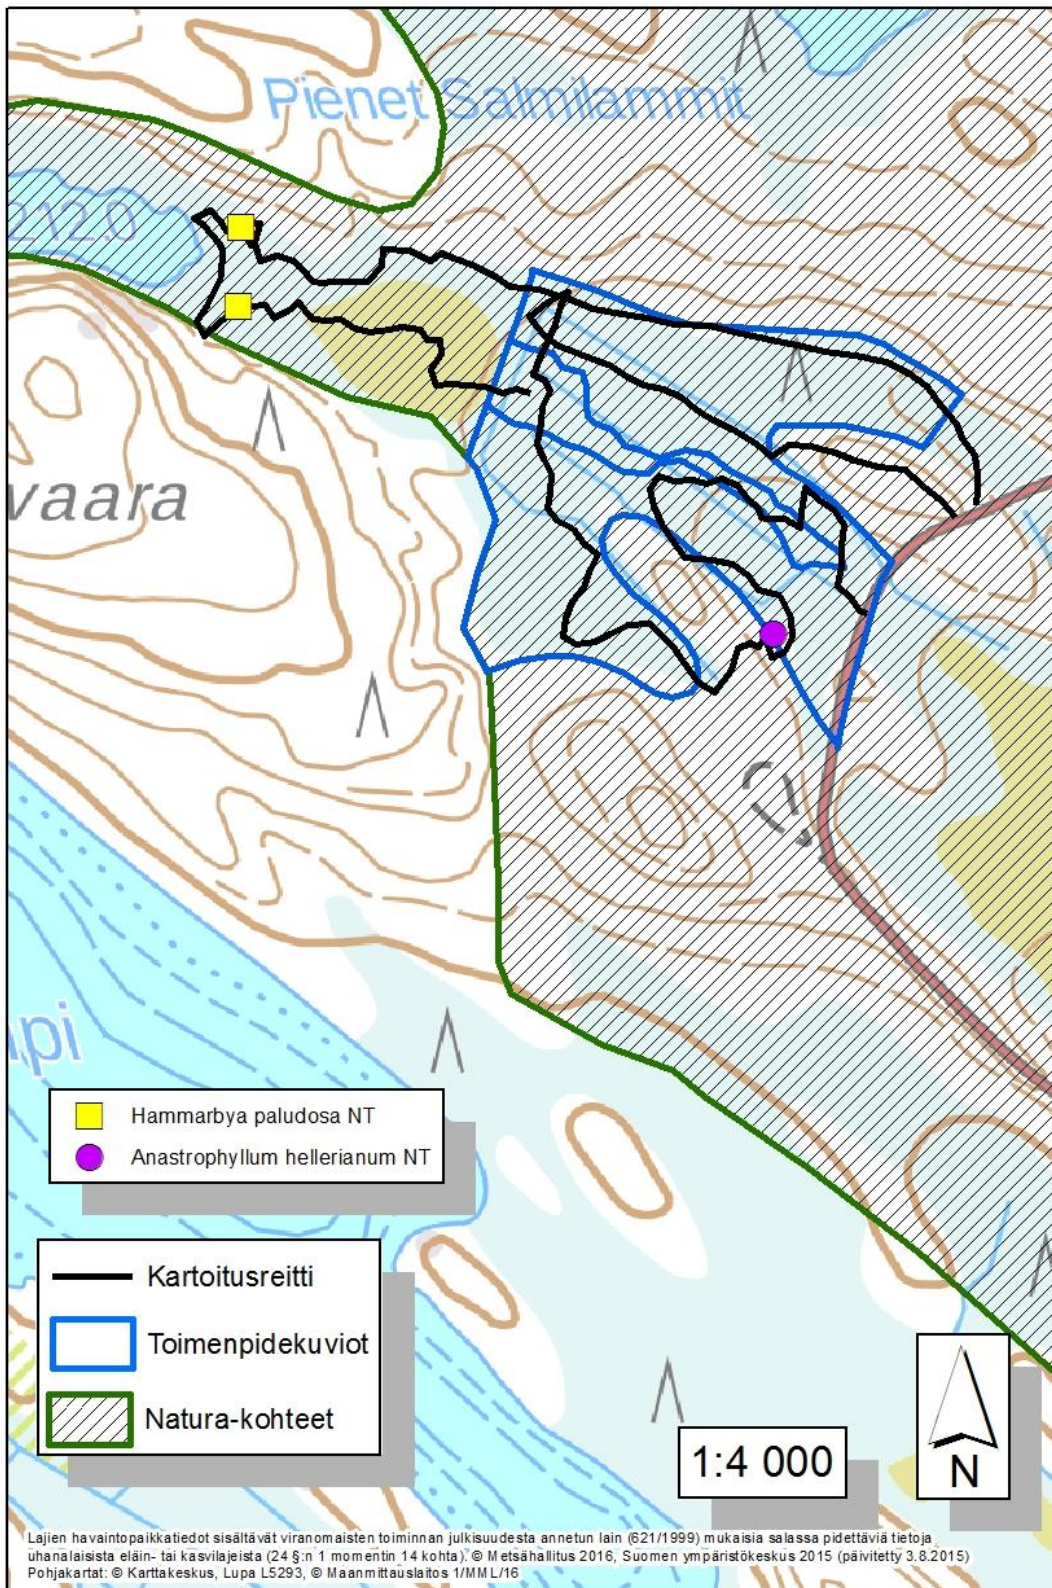 Pienet Salmilammit
212.0
vaara
pi
Hammarbya paludosa NT
Anastrophyllum hellerianum NT
Kartoitusreitti
Toimenpidekuviot
Natura-kohteet
1:4 000
N
Lajien havaintopaikkatiedot sisältävät viranomaisten toiminnan julkisuudesta annetun lain (621/1999) mukaisia salassa pidettäviä tietoja
uhanalaisista eläin- tai kasvilajeista (24 §:n 1 momentin 14 kohta). © Metsähallitus 2016, Suomen ympäristökeskus 2015 (päivitetty 3.8.2015)
Pohjakartat: © Karttakeskus, Lupa L5293, © Maanmittauslaitos 1/MML/16